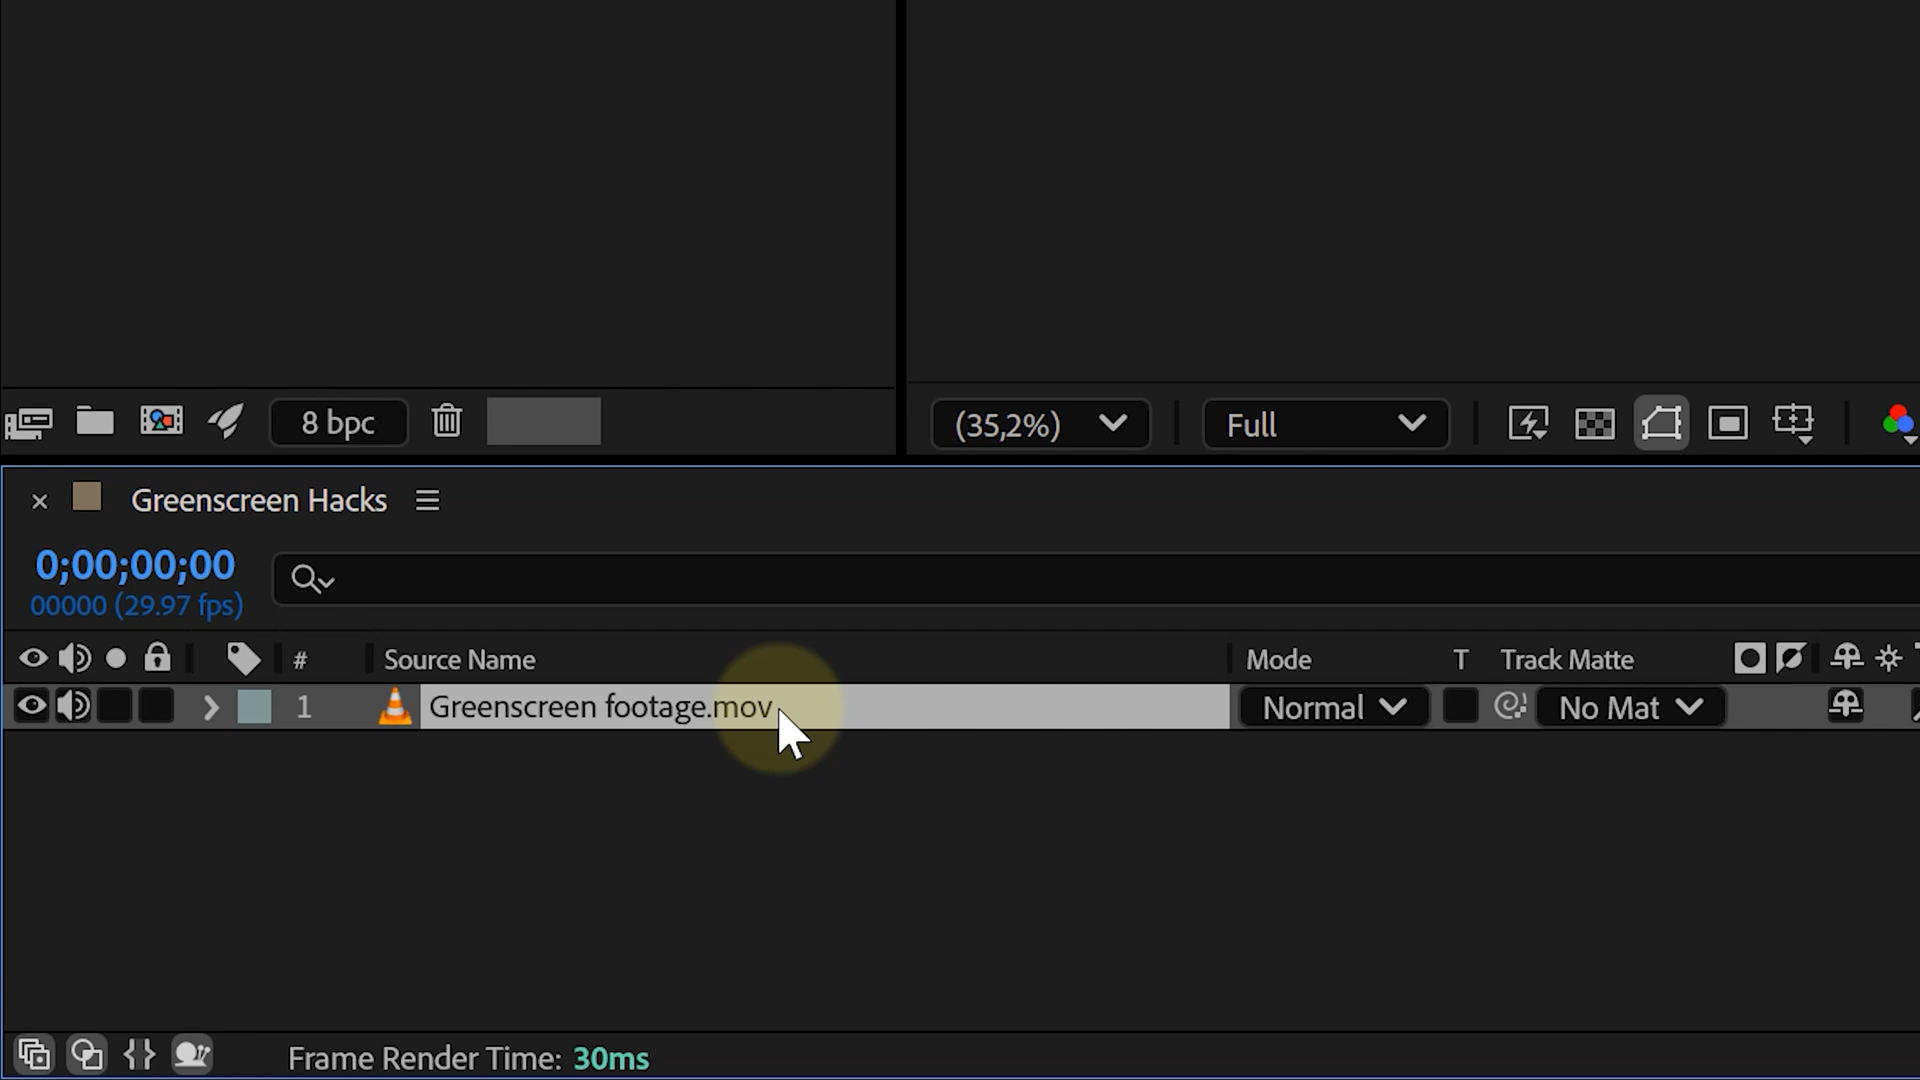 8 bpc
(35,2%)
Full
Greenscreen Hacks
0;00;00;00
00000 (29.97 fps)
# Source Name Mode T Track Matte
1 Greenscreen footage.mov Normal No Mat
Frame Render Time: 30ms